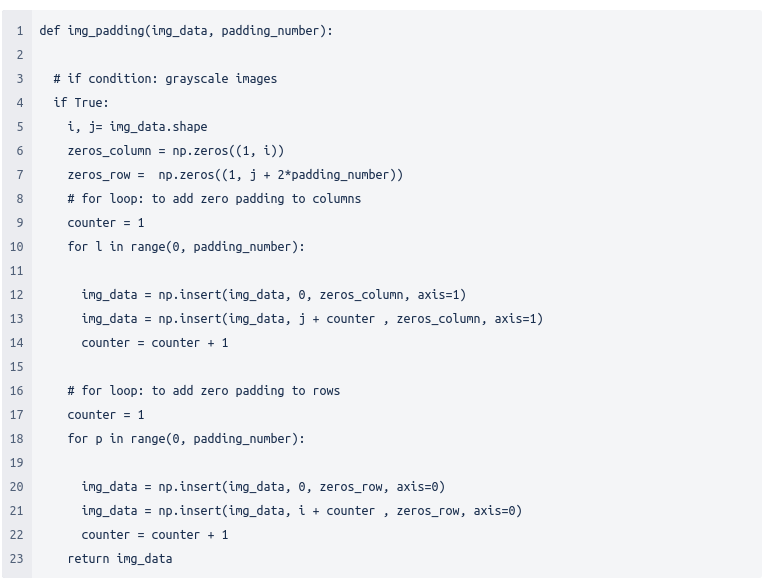 1 def img_padding(img_data, padding_number):
2
3   # if condition: grayscale images
4   if True:
5     i, j= img_data.shape
6     zeros_column = np.zeros((1, i))
7     zeros_row =  np.zeros((1, j + 2*padding_number))
8     # for loop: to add zero padding to columns
9     counter = 1
10     for l in range(0, padding_number):
11
12       img_data = np.insert(img_data, 0, zeros_column, axis=1)
13       img_data = np.insert(img_data, j + counter , zeros_column, axis=1)
14       counter = counter + 1
15
16     # for loop: to add zero padding to rows
17     counter = 1
18     for p in range(0, padding_number):
19
20       img_data = np.insert(img_data, 0, zeros_row, axis=0)
21       img_data = np.insert(img_data, i + counter , zeros_row, axis=0)
22       counter = counter + 1
23     return img_data